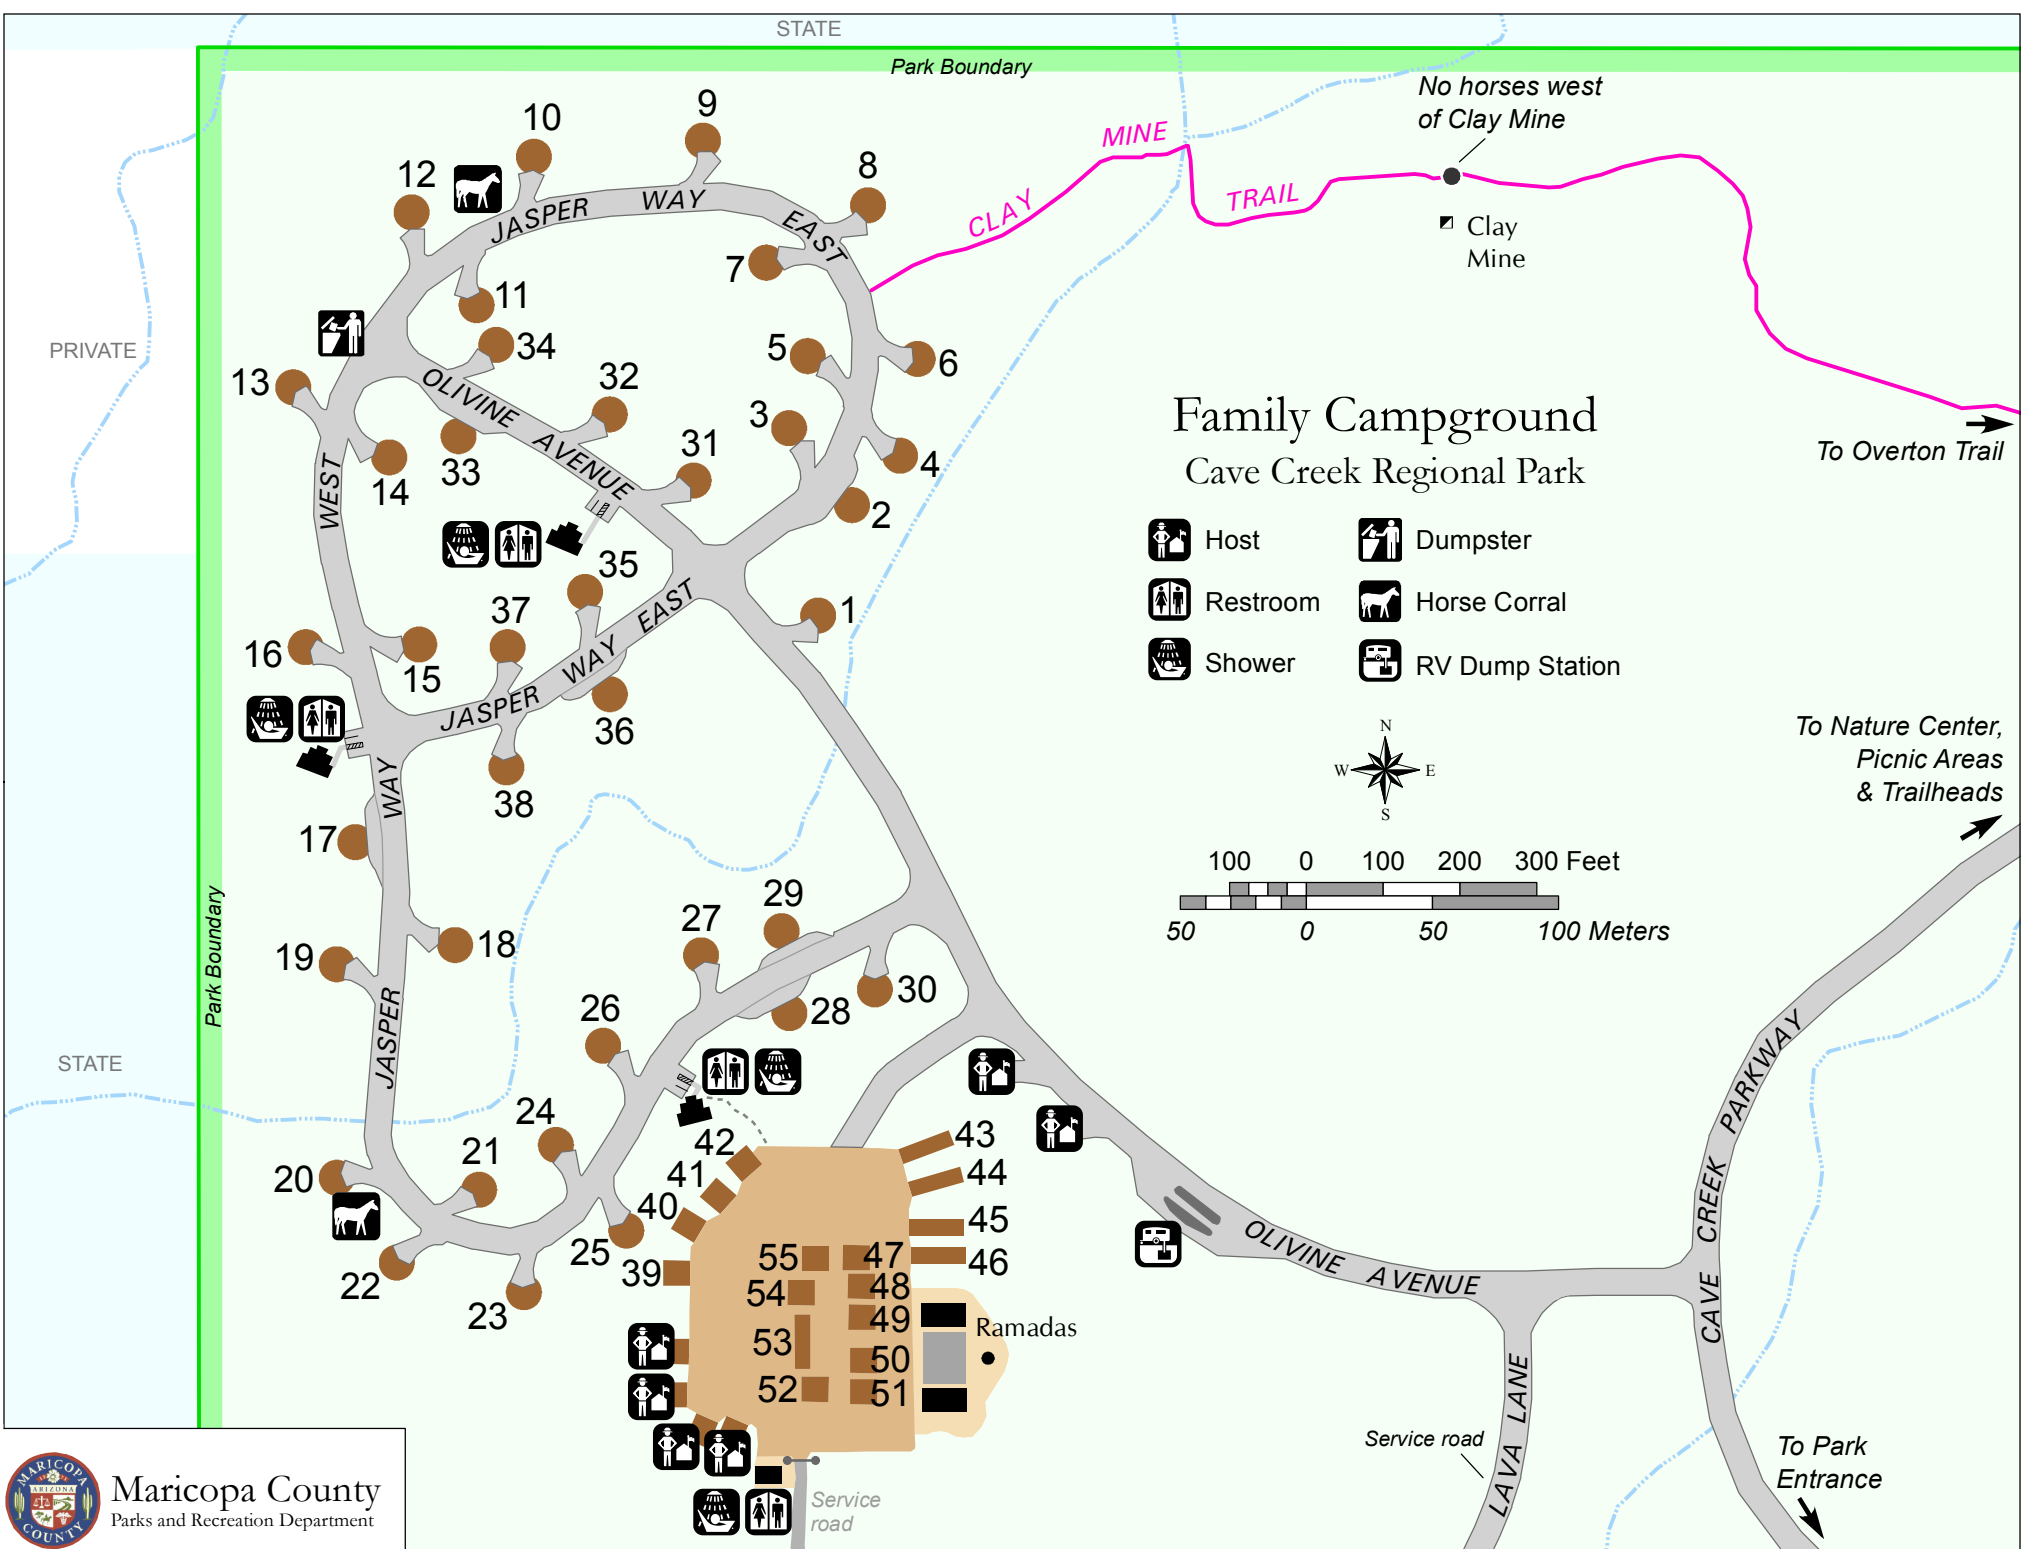 STATE
Park Boundary
No horses west
of Clay Mine
MINE
CLAY
TRAIL
Clay
Mine
9
10
8
12
JASPER
WAY
EAST
7
11
34
5
6
PRIVATE
13
OLIVINE
AVENUE
32
3
31
4
33
14
2
WEST
35
37
1
16
15
JASPER
WAY
EAST
36
38
17
WAY
Family Campground
Cave Creek Regional Park
Host
Dumpster
Restroom
Horse Corral
Shower
RV Dump Station
To Overton Trail
N
W
E
S
100 0 100 200 300 Feet
50 0 50 100 Meters
To Nature Center,
Picnic Areas
& Trailheads
Park Boundary
29
27
18
19
30
28
26
JASPER
STATE
24
21
20
42
41
40
25
22
23
39
43
44
45
46
55
47
54
48
49
53
50
52
51
Ramadas
OLIVINE
AVENUE
CAVE CREEK PARKWAY
LAVA LANE
Service road
To Park
Entrance
Service
road
MARICOPA
ARIZONA
COUNTY
Maricopa County
Parks and Recreation Department